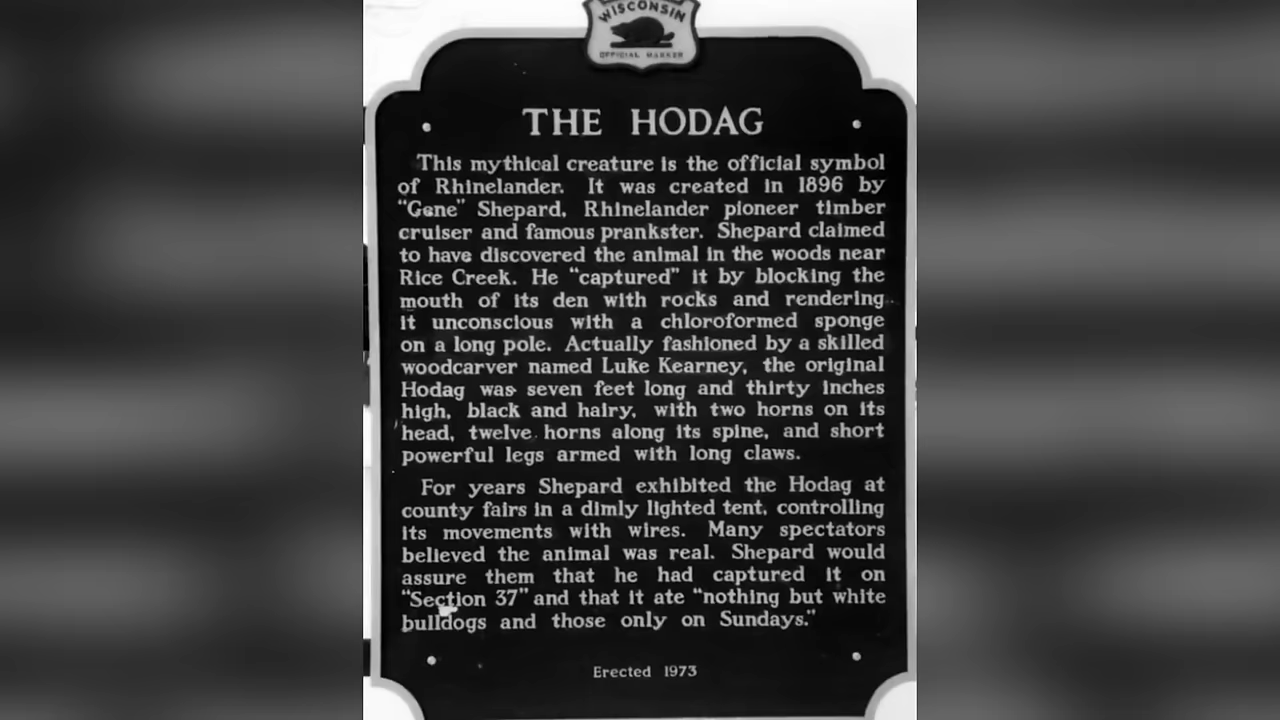 WISCONSIN
OFFICIAL MARKER
THE HODAG
This mythical creature is the official symbol
of Rhinelander. It was created in 1896 by
“Gene” Shepard, Rhinelander pioneer timber
cruiser and famous prankster. Shepard claimed
to have discovered the animal in the woods near
Rice Creek. He “captured” it by blocking the
mouth of its den with rocks and rendering
it unconscious with a chloroformed sponge
on a long pole. Actually fashioned by a skilled
woodcarver named Luke Kearney, the original
Hodag was seven feet long and thirty inches
high, black and hairy, with two horns on its
head, twelve horns along its spine, and short
powerful legs armed with long claws.
For years Shepard exhibited the Hodag at
county fairs in a dimly lighted tent, controlling
its movements with wires. Many spectators
believed the animal was real. Shepard would
assure them that he had captured it on
“Section 37” and that it ate “nothing but white
bulldogs and those only on Sundays.”
Erected 1973